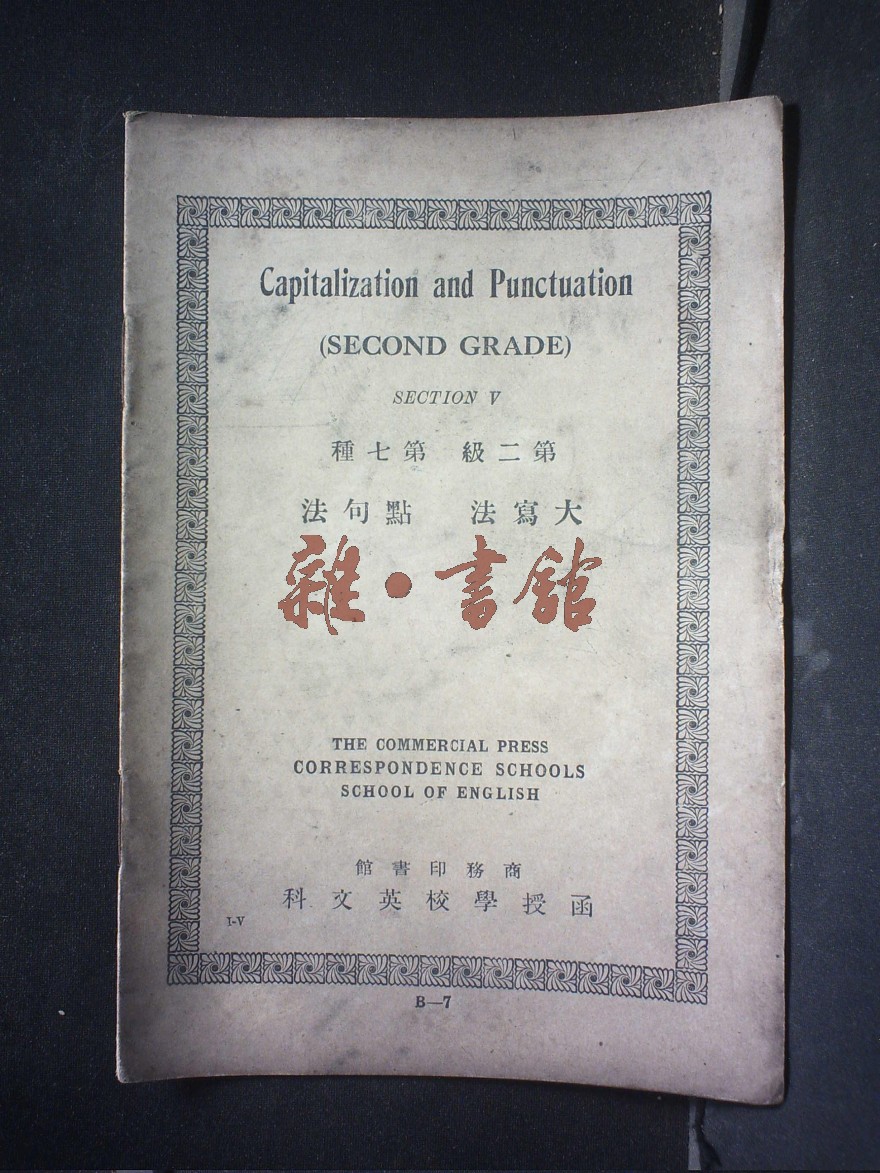 Capitalization and Punctuation
(SECOND GRADE)
SECTION V
第二級 第七種
大寫法 點句法
雜·書館
THE COMMERCIAL PRESS
CORRESPONDENCE SCHOOLS
SCHOOL OF ENGLISH
商務印書館
函授學校英文科
I-V
B—7